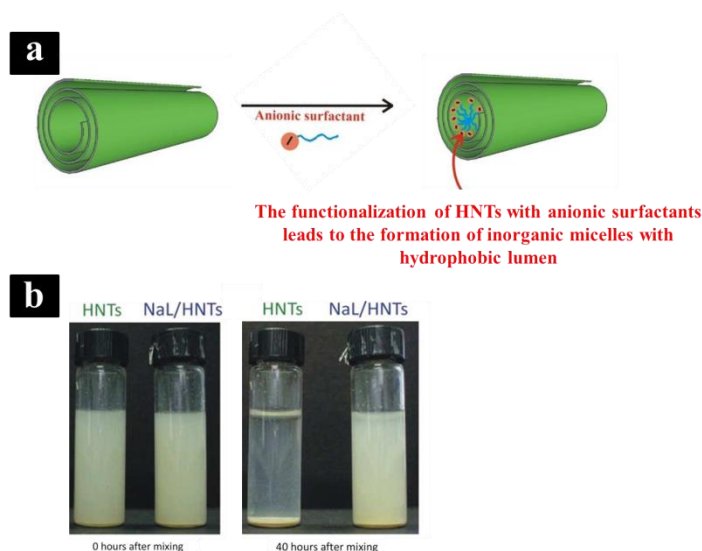 a
Anionic surfactant
The functionalization of HNTs with anionic surfactants
leads to the formation of inorganic micelles with
hydrophobic lumen
b
HNTs NaL/HNTs HNTs NaL/HNTs
0 hours after mixing 40 hours after mixing